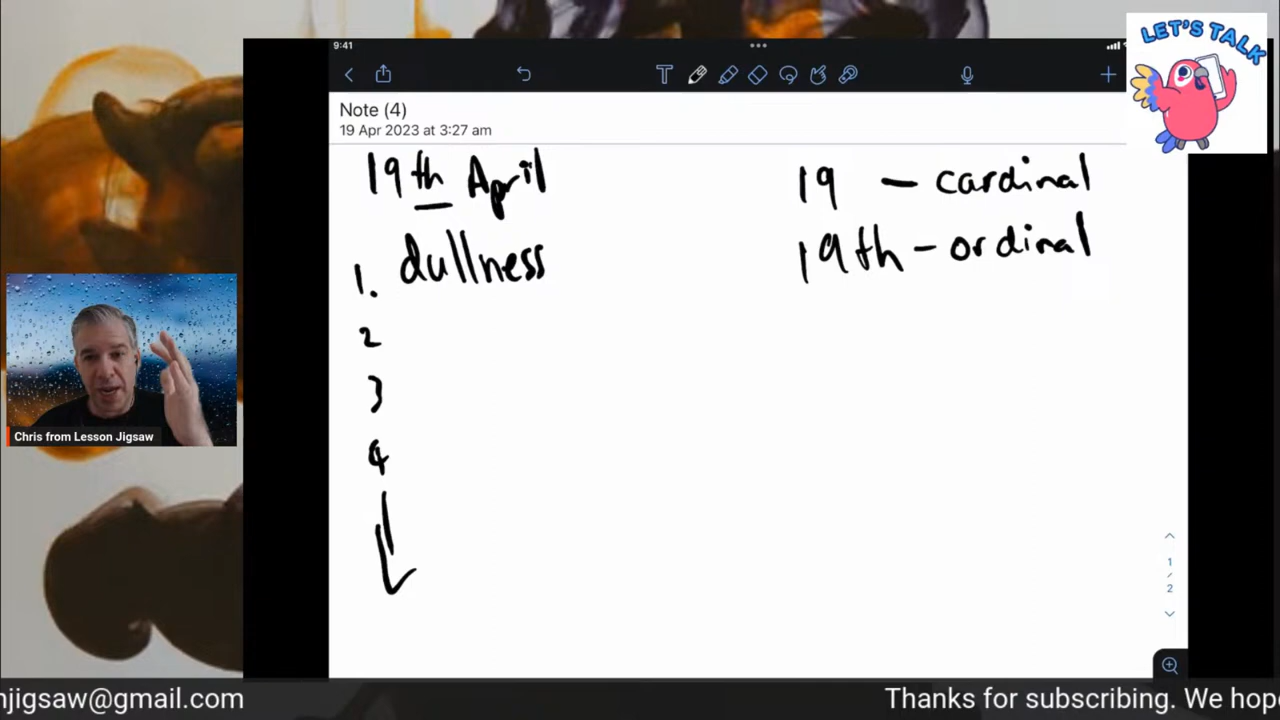 LET'S TALK
9:41
Note (4)
19 Apr 2023 at 3:27 am
19th April
19 - cardinal
1. dullness
19th - ordinal
2
3
4
Chris from Lesson Jigsaw
1
/
2
njigsaw@gmail.com
Thanks for subscribing. We hop